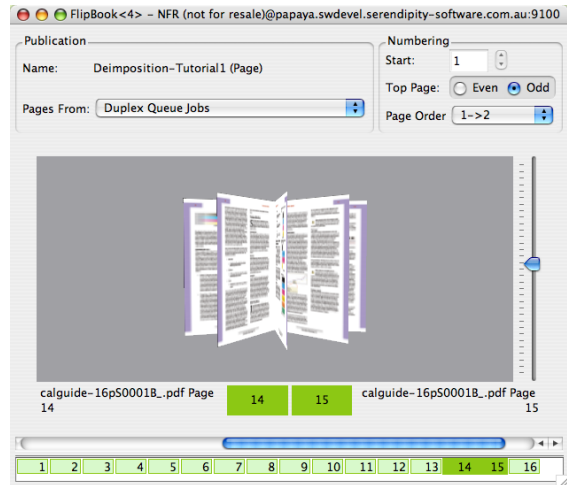 FlipBook<4> – NFR (not for resale)@papaya.swdevel.serendipity-software.com.au:9100
Publication
Name: Deimposition-Tutorial1 (Page)
Pages From: Duplex Queue Jobs
Numbering
Start: 1
Top Page: Even Odd
Page Order 1->2
calguide-16pS0001B_.pdf Page
14
14 15
calguide-16pS0001B_.pdf Page
15
1 2 3 4 5 6 7 8 9 10 11 12 13 14 15 16